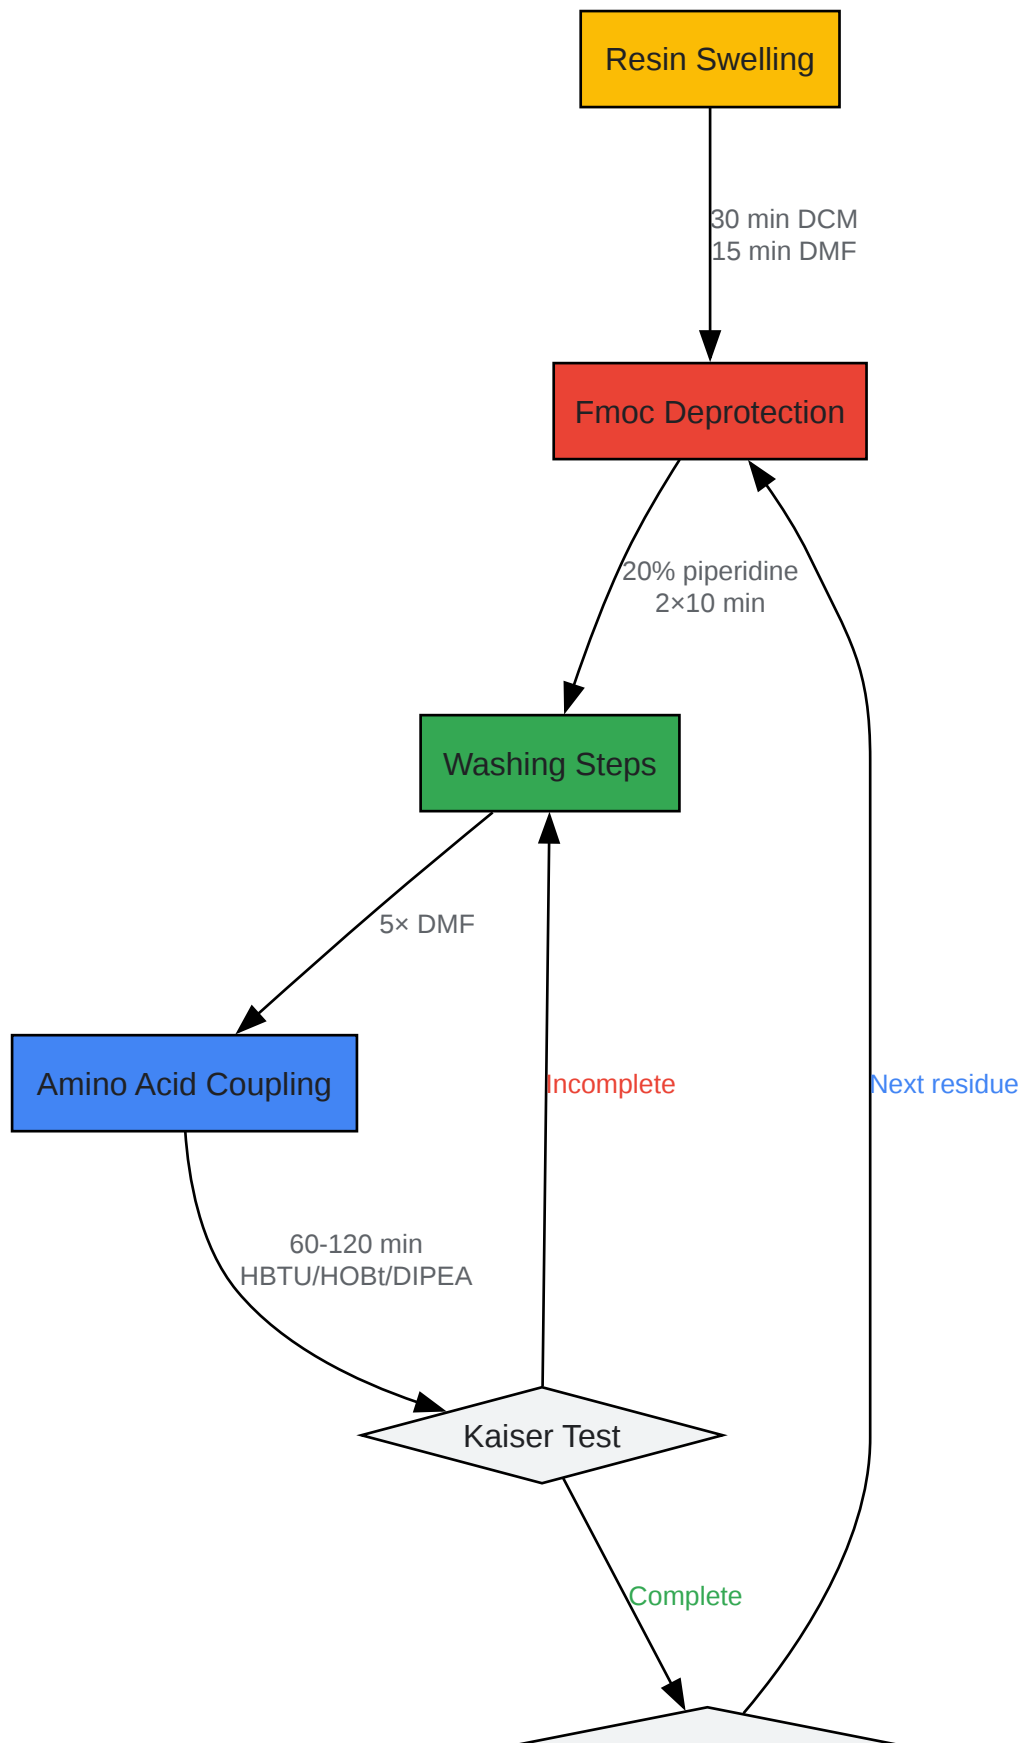 Resin Swelling
30 min DCM
15 min DMF
Fmoc Deprotection
20% piperidine
2×10 min
Washing Steps
5× DMF
Amino Acid Coupling
Incomplete
Next residue
60-120 min
HBTU/HOBt/DIPEA
Kaiser Test
Complete